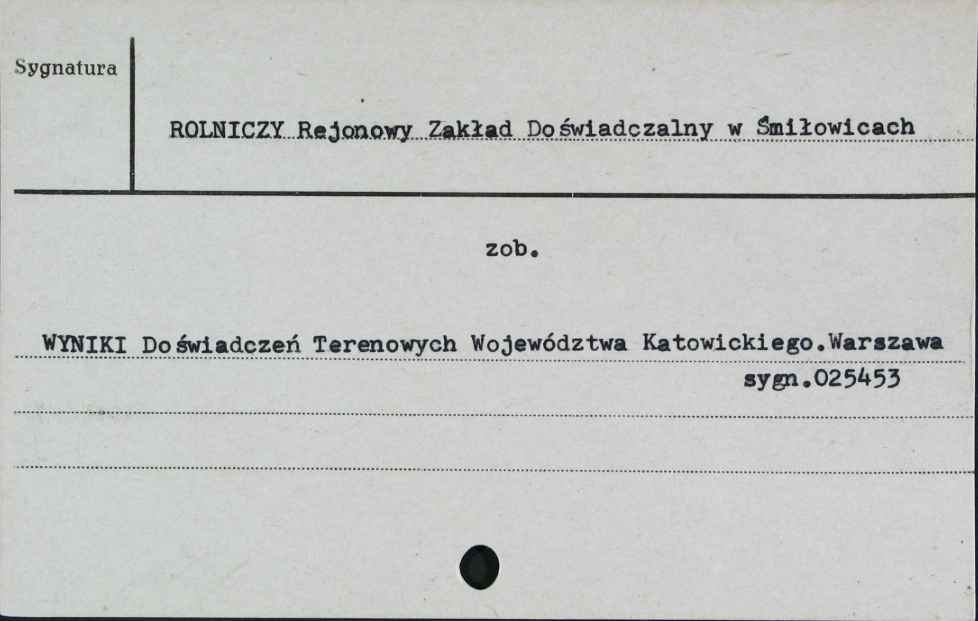 Sygnatura
ROLNICZY Rejonowy Zakład Doświadczalny w Śmiłowicach
zob.
WYNIKI Doświadczeń Terenowych Województwa Katowickiego.Warszawa
sygn.025453